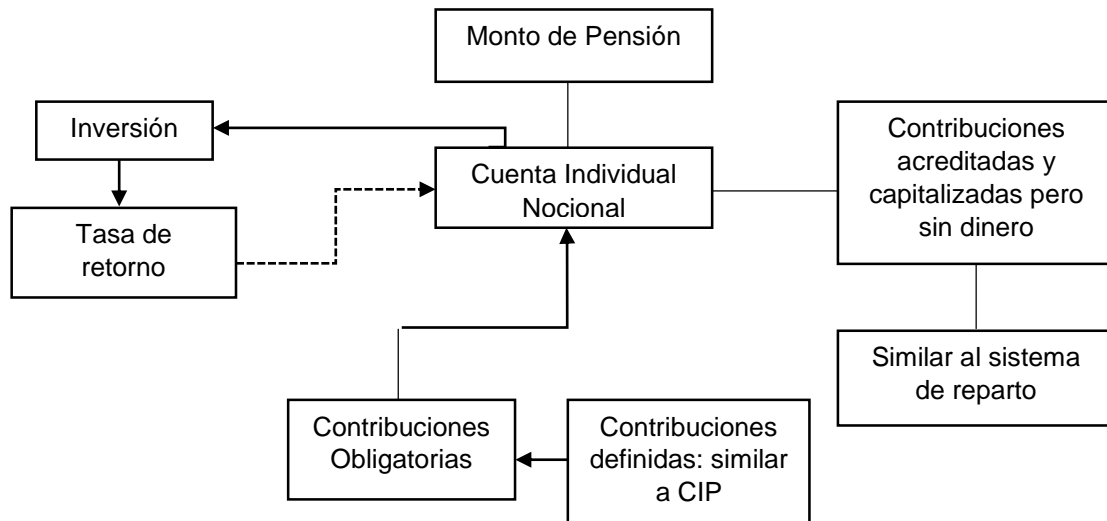 Monto de Pensión
Inversión
Cuenta Individual
Nocional
Contribuciones
acreditadas y
capitalizadas pero
sin dinero
Tasa de
retorno
Similar al sistema
de reparto
Contribuciones
Obligatorias
Contribuciones
definidas: similar
a CIP